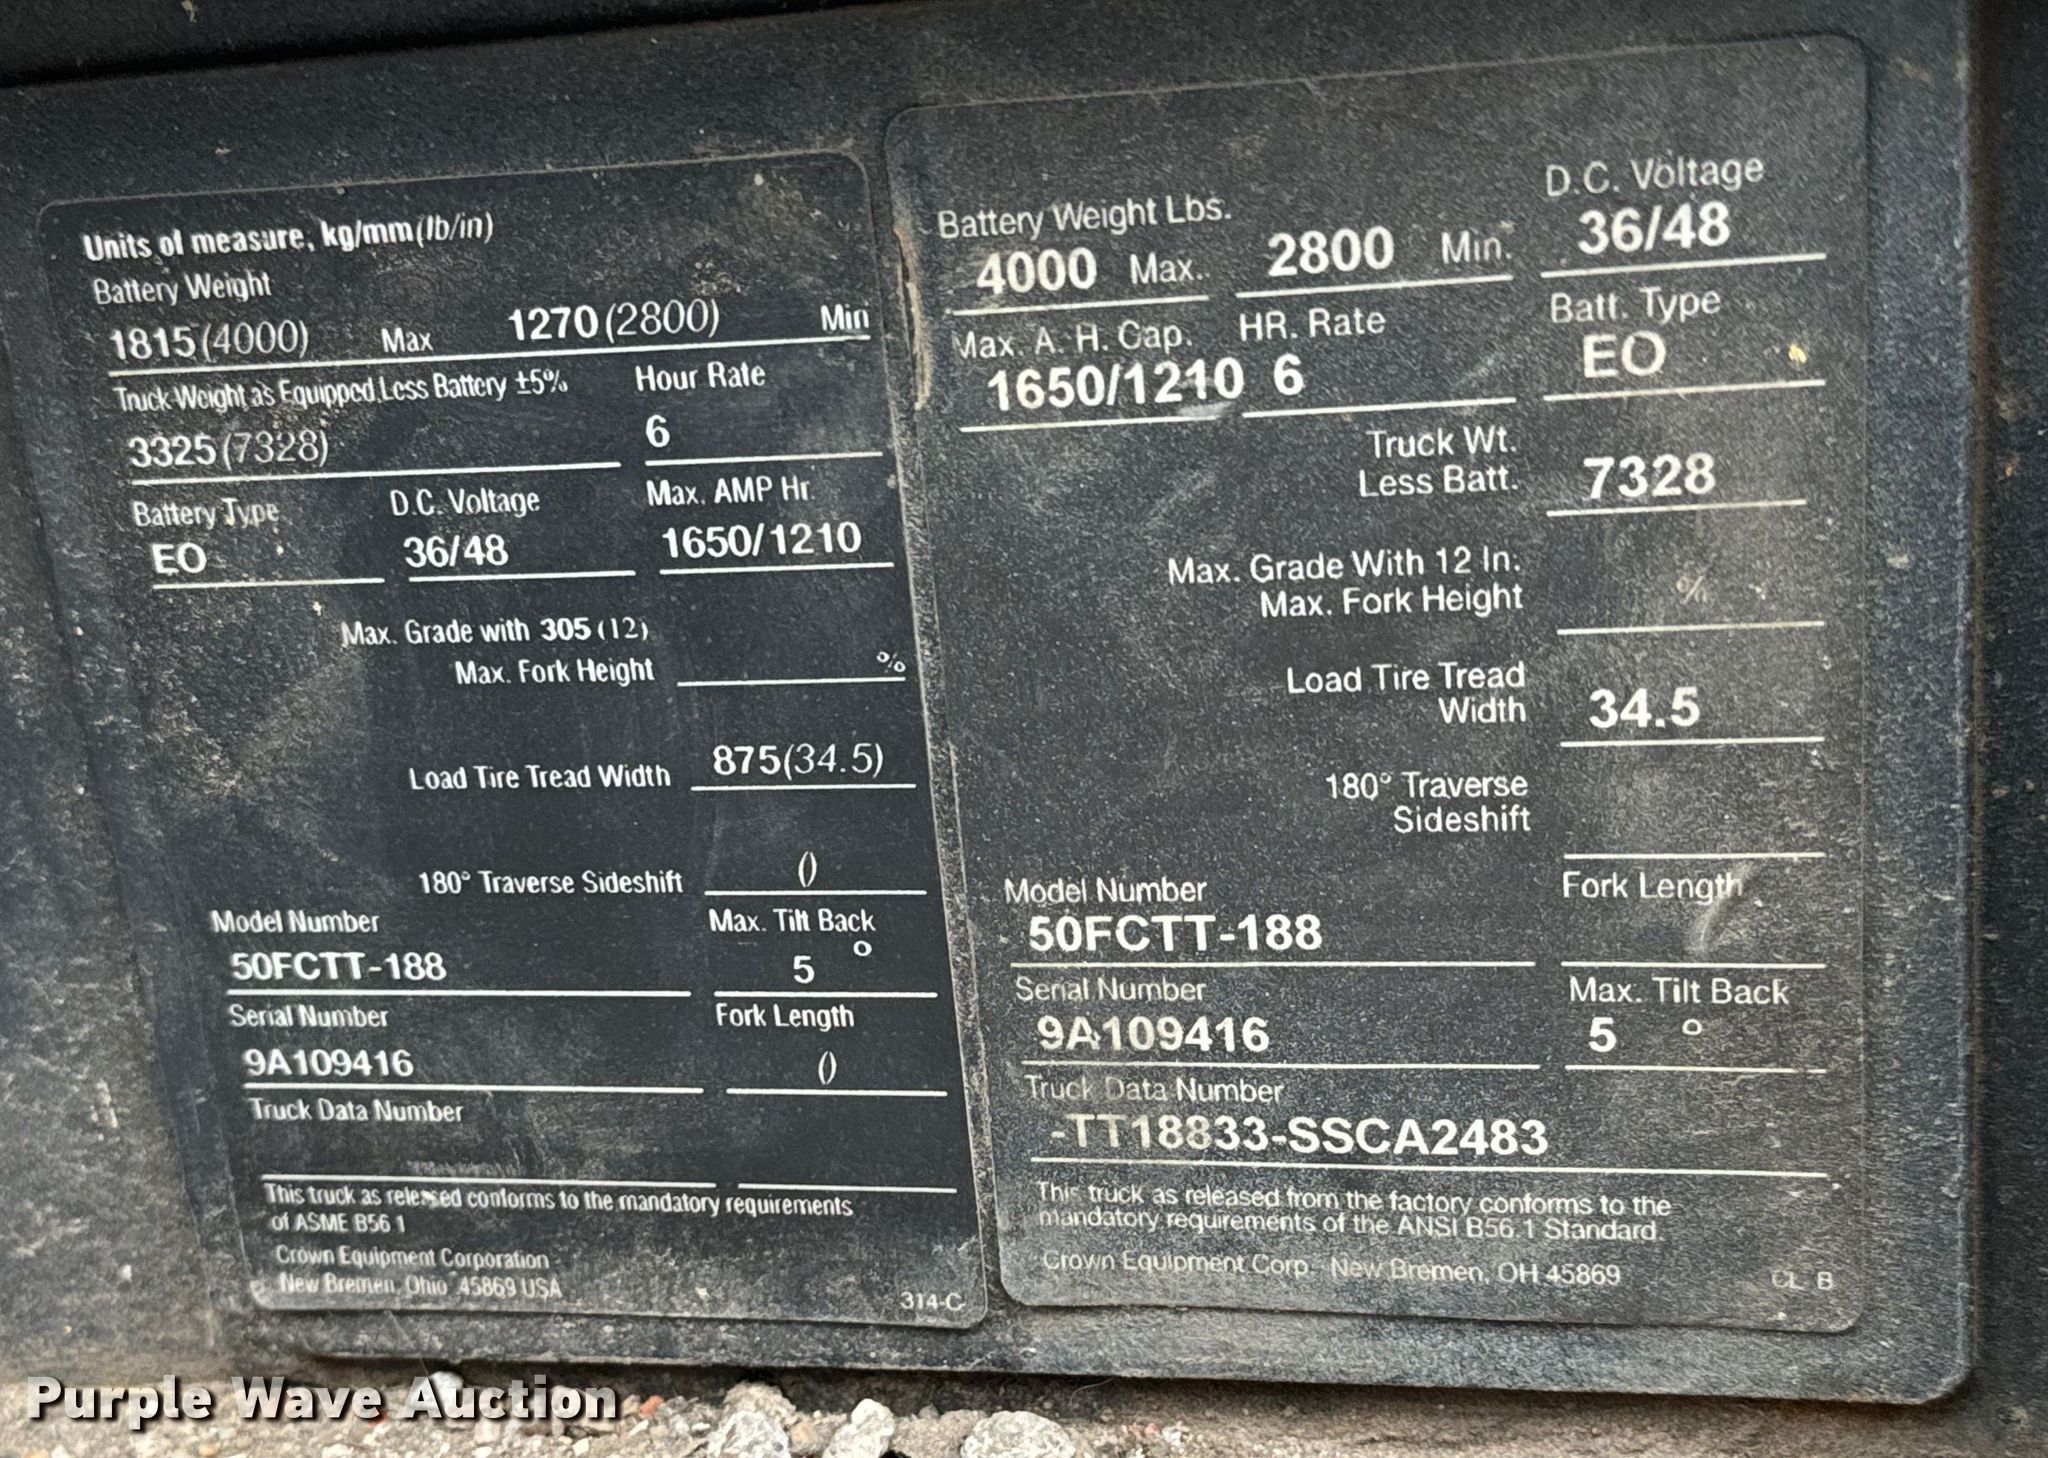 Units of measure, kg/mm (lb/in)
Battery Weight
1815 (4000) Max 1270 (2800) Min
Truck Weight as Equipped Less Battery ±5% Hour Rate
3325 (7328) 6
Battery Type D.C. Voltage Max. AMP Hr.
EO 36/48 1650/1210
Max. Grade with 305 (12)
Max. Fork Height %
Load Tire Tread Width 875 (34.5)
180° Traverse Sideshift ()
Model Number Max. Tilt Back
50FCTT-188 5 °
Serial Number Fork Length
9A109416 ()
Truck Data Number
This truck as released conforms to the mandatory requirements
of ASME B56.1
Crown Equipment Corporation
New Bremen, Ohio 45869 USA
314-C
Battery Weight Lbs. D.C. Voltage
4000 Max. 2800 Min. 36/48
Max. A. H. Cap. HR. Rate Batt. Type
1650/1210 6 EO
Truck Wt.
Less Batt. 7328
Max. Grade With 12 In.
Max. Fork Height %
Load Tire Tread
Width 34.5
180° Traverse
Sideshift
Model Number Fork Length
50FCTT-188
Serial Number Max. Tilt Back
9A109416 5 °
Truck Data Number
-TT18833-SSCA2483
This truck as released from the factory conforms to the
mandatory requirements of the ANSI B56.1 Standard.
Crown Equipment Corp. New Bremen, OH 45869
CL B
Purple Wave Auction